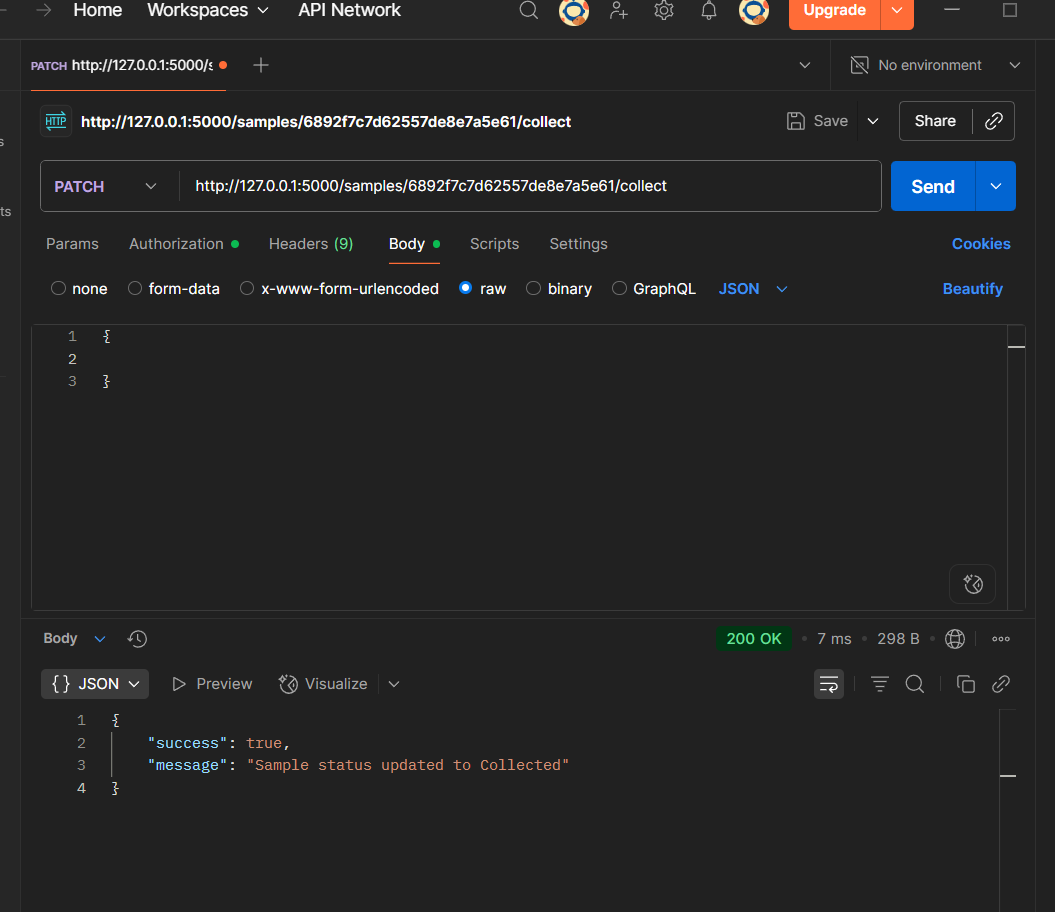 Home Workspaces API Network Upgrade
PATCH http://127.0.0.1:5000/s No environment
HTTP http://127.0.0.1:5000/samples/6892f7c7d62557de8e7a5e61/collect Save Share
s
PATCH http://127.0.0.1:5000/samples/6892f7c7d62557de8e7a5e61/collect Send
ts
Params Authorization Headers (9) Body Scripts Settings Cookies
none form-data x-www-form-urlencoded raw binary GraphQL JSON Beautify
1 {
2
3 }
Body 200 OK 7 ms 298 B
{} JSON Preview Visualize
1 {
2 "success": true,
3 "message": "Sample status updated to Collected"
4 }